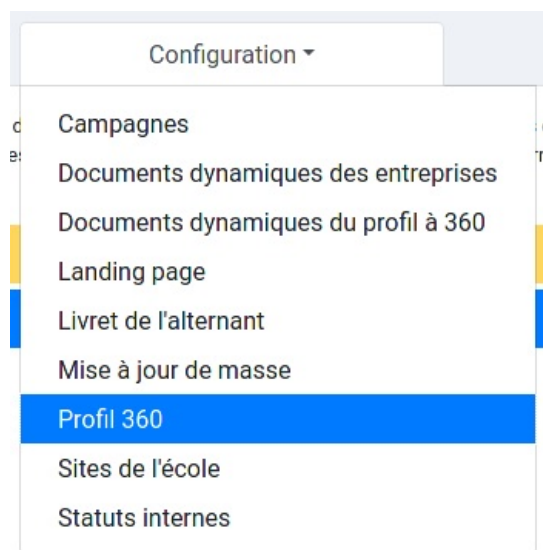 Configuration
Campagnes
Documents dynamiques des entreprises
Documents dynamiques du profil à 360
Landing page
Livret de l'alternant
Mise à jour de masse
Profil 360
Sites de l'école
Statuts internes